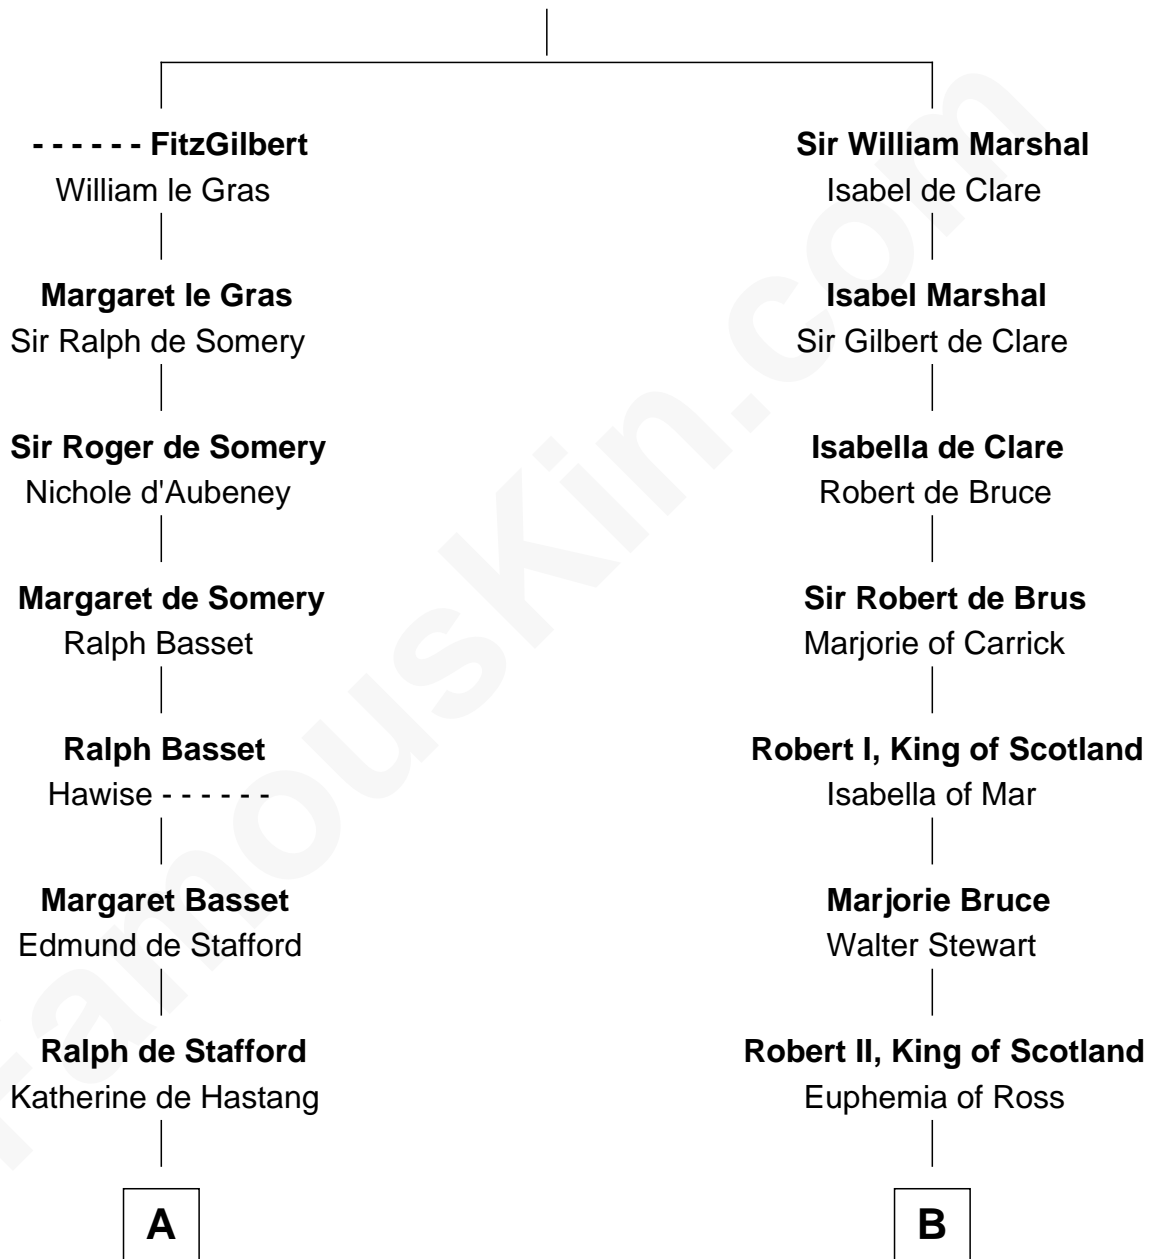 - - - - - - FitzGilbert
William le Gras
Margaret le Gras
Sir Ralph de Somery
Sir Roger de Somery
Nichole d'Aubeney
Margaret de Somery
Ralph Basset
Ralph Basset
Hawise - - - - - -
Margaret Basset
Edmund de Stafford
Ralph de Stafford
Katherine de Hastang
A
Sir William Marshal
Isabel de Clare
Isabel Marshal
Sir Gilbert de Clare
Isabella de Clare
Robert de Bruce
Sir Robert de Brus
Marjorie of Carrick
Robert I, King of Scotland
Isabella of Mar
Marjorie Bruce
Walter Stewart
Robert II, King of Scotland
Euphemia of Ross
B
FamousKin.com